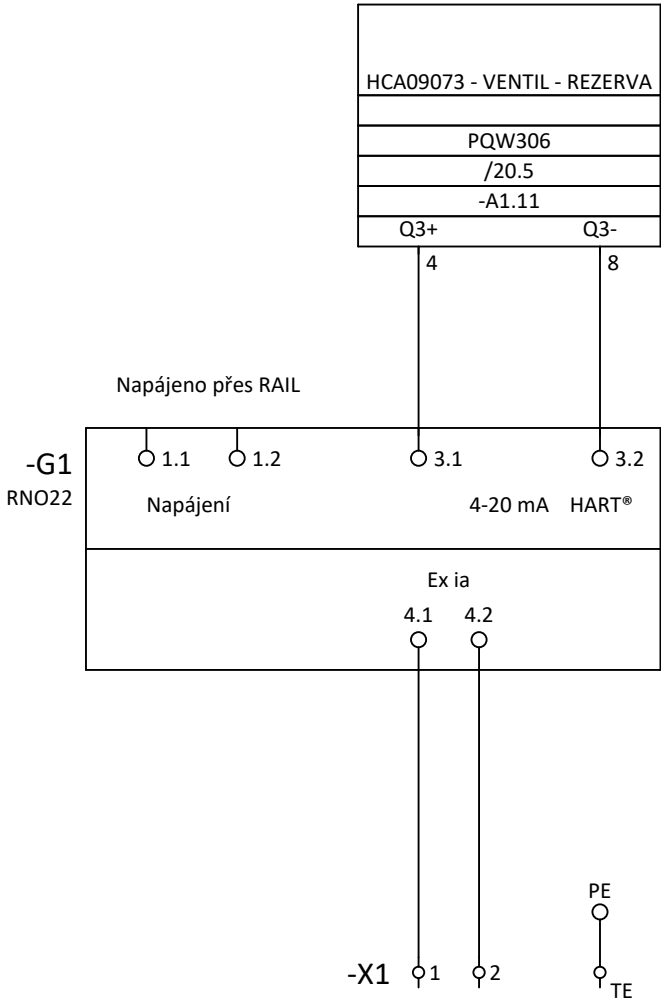 HCA09073 - VENTIL - REZERVA
PQW306
/20.5
-A1.11
Q3+ Q3-
4 8
Napájeno přes RAIL
-G1 1.1 1.2 3.1 3.2
RNO22 Napájení 4-20 mA HART®
Ex ia
4.1 4.2
PE
-X1 1 2
TE